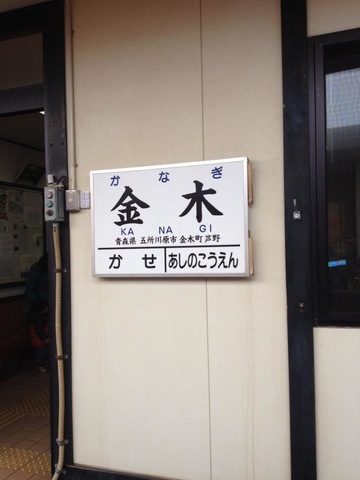 かなぎ
金木
KA NA GI
青森県 五所川原市 金木町 芦野
かせ あしのこうえん